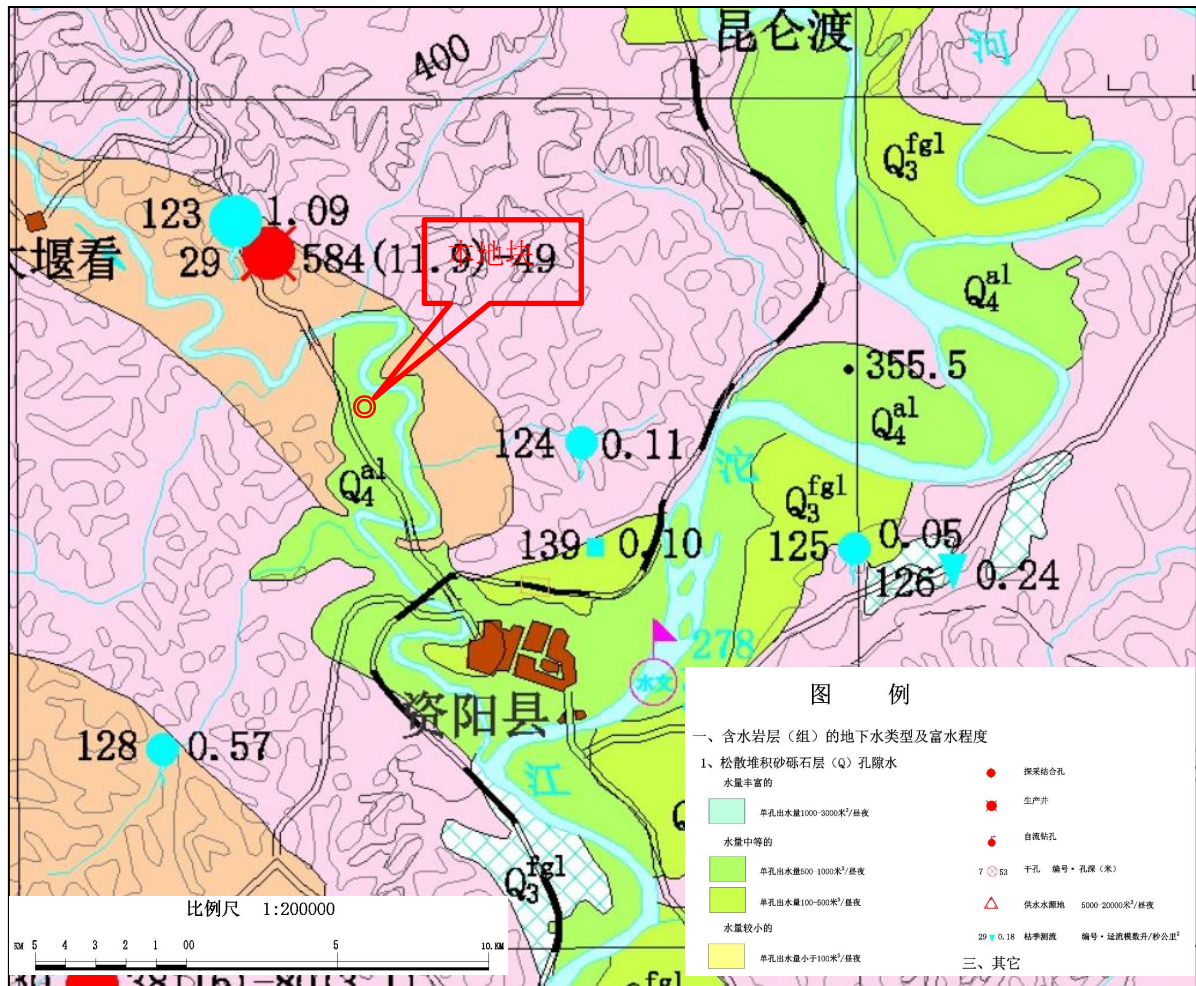 昆仑渡
河
400
Q₃ᶠᵍˡ
123 1.09
29 584(11.9)-49
本地块
大堰看
Q₄ᵃˡ
355.5
Q₄ᵃˡ
124 0.11
沱
Q₄ᵃˡ
Q₃ᶠᵍˡ
139 0.10
125 0.05
126 0.24
278
水文
资阳县
128 0.57
江
Q₃ᶠᵍˡ
图 例
一、含水岩层（组）的地下水类型及富水程度
1、松散堆积砂砾石层（Q）孔隙水
水量丰富的
单孔出水量1000-3000米³/昼夜
水量中等的
单孔出水量500-1000米³/昼夜
单孔出水量100-500米³/昼夜
水量较小的
单孔出水量小于100米³/昼夜
探采结合孔
生产井
自流钻孔
7 53 干孔 编号·孔深（米）
供水水源地 5000-20000米³/昼夜
29 0.18 枯季测流 编号·迳流模数升/秒公里²
三、其它
比例尺 1:200000
KM 5 4 3 2 1 00 5 10.KM
fgl